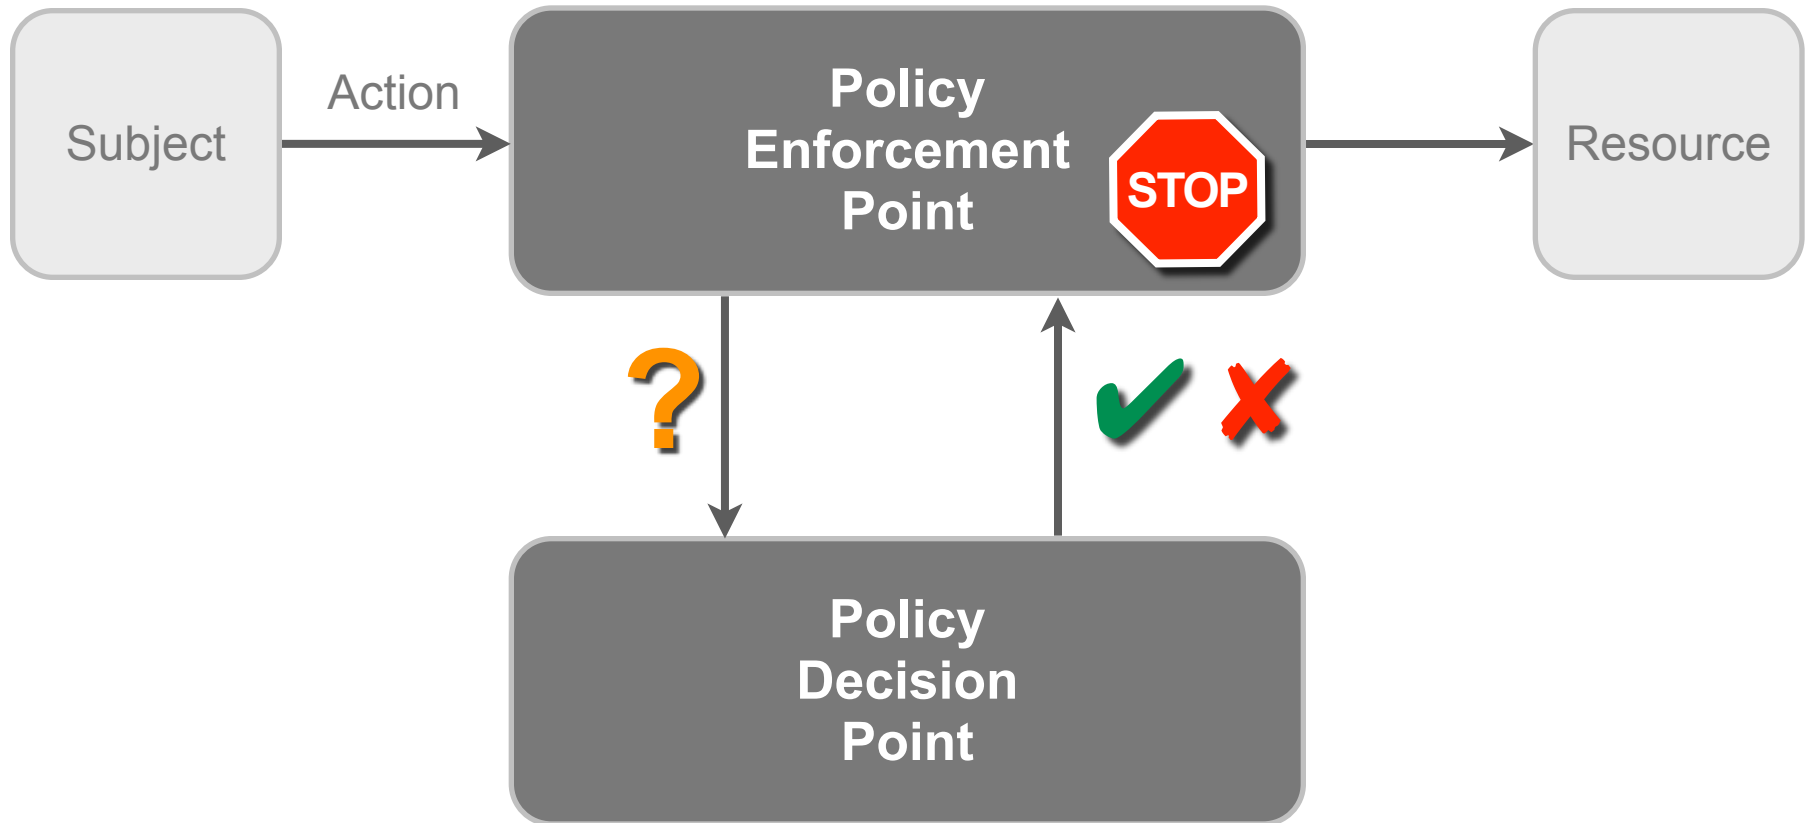 Subject
Action
Policy
Enforcement
Point
STOP
Resource
?
Policy
Decision
Point